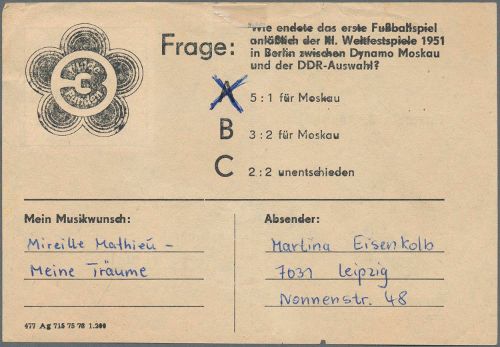 Frage:
Wie endete das erste Fußballspiel
anläßlich der III. Weltfestspiele 1951
in Berlin zwischen Dynamo Moskau
und der DDR-Auswahl?
A 5 : 1 für Moskau
B 3 : 2 für Moskau
C 2 : 2 unentschieden
Mein Musikwunsch:
Mireille Mathieu -
Meine Träume
Absender:
Martina Eisenkolb
7031 Leipzig
Nonnenstr. 48
477 Ag 715 75 78 1.200